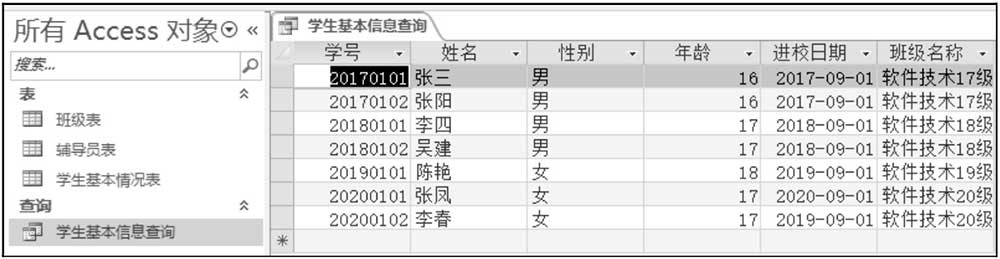 所有 Access 对象 «
搜索...
表
班级表
辅导员表
学生基本情况表
查询
学生基本信息查询
学生基本信息查询
学号 姓名 性别 年龄 进校日期 班级名称
20170101 张三 男 16 2017-09-01 软件技术17级
20170102 张阳 男 16 2017-09-01 软件技术17级
20180101 李四 男 17 2018-09-01 软件技术18级
20180102 吴建 男 17 2018-09-01 软件技术18级
20190101 陈艳 女 18 2019-09-01 软件技术19级
20200101 张凤 女 17 2020-09-01 软件技术20级
20200102 李春 女 17 2019-09-01 软件技术20级
*